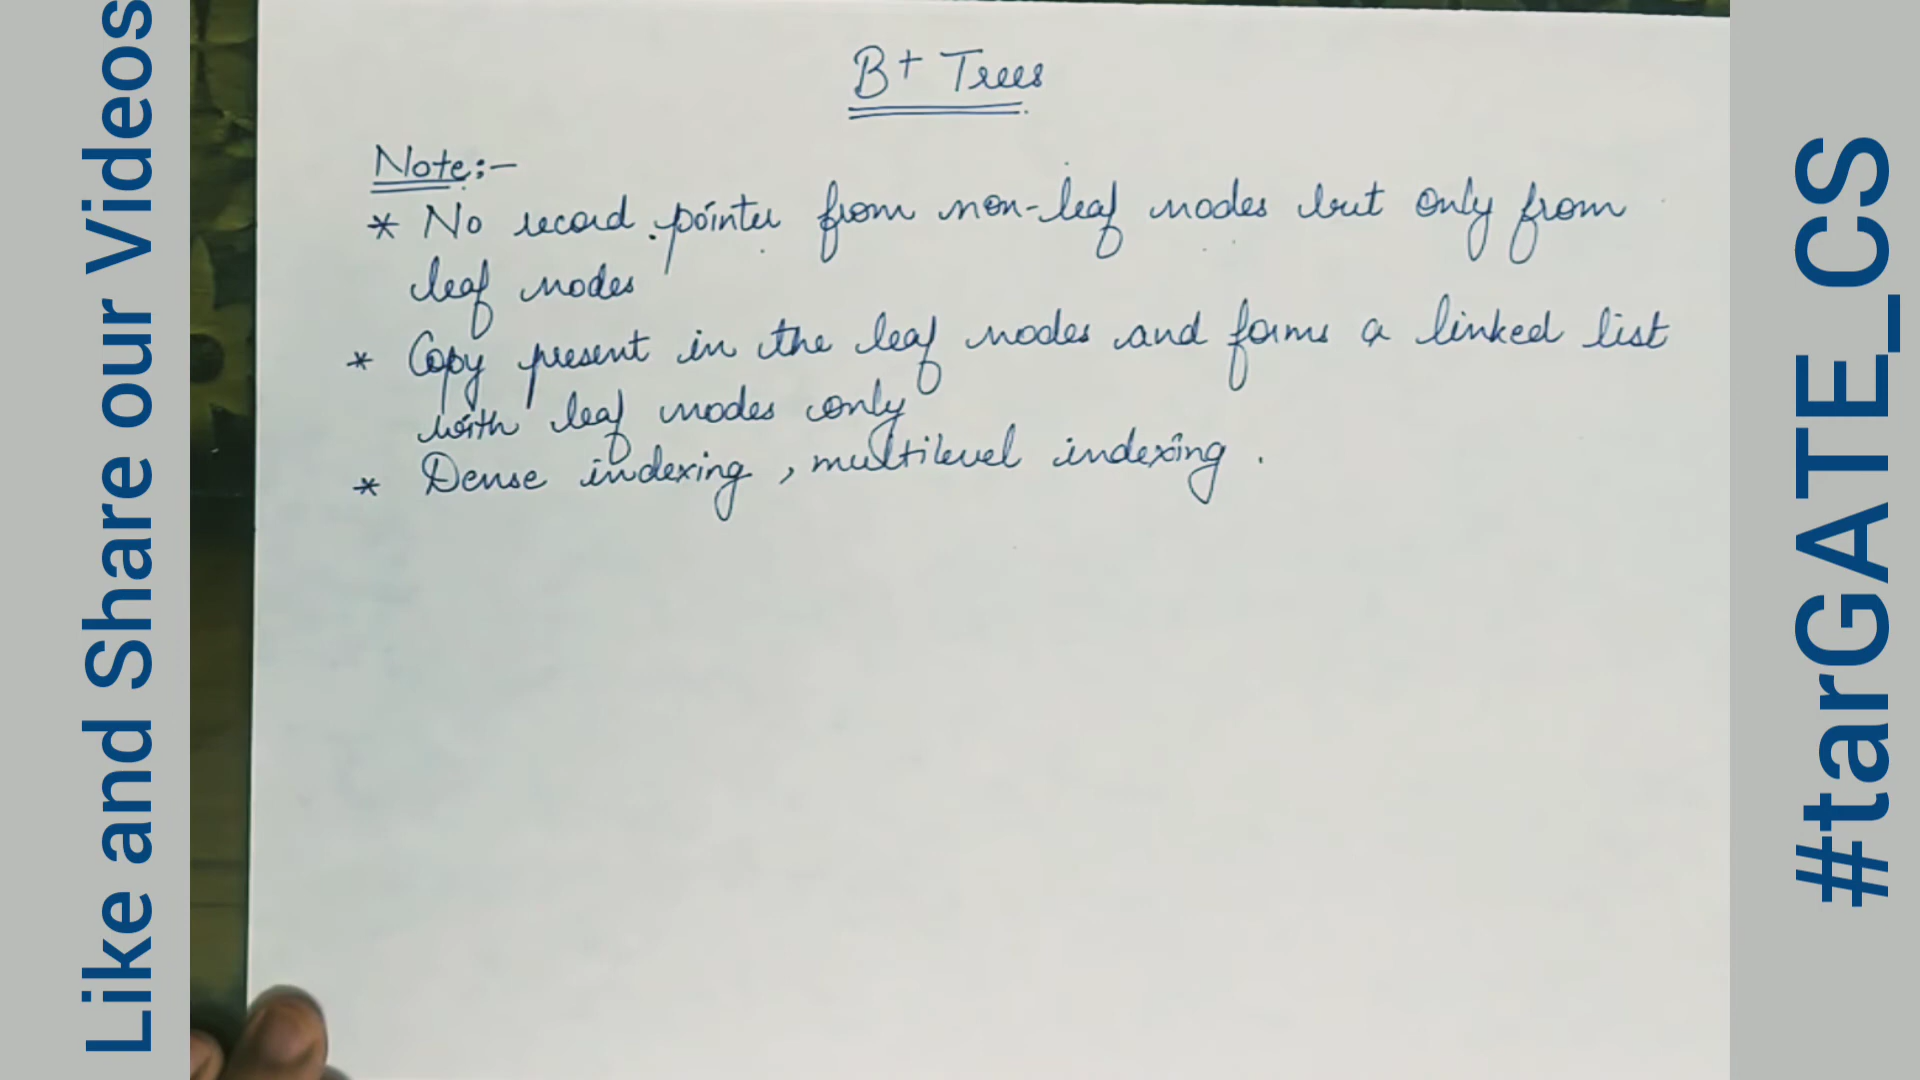 Like and Share our Videos
B+ Trees
Note:-
* No record pointer from non-leaf nodes but only from
leaf nodes
* Copy present in the leaf nodes and forms a linked list
with leaf nodes only
* Dense indexing, multilevel indexing.
#tarGATE_CS